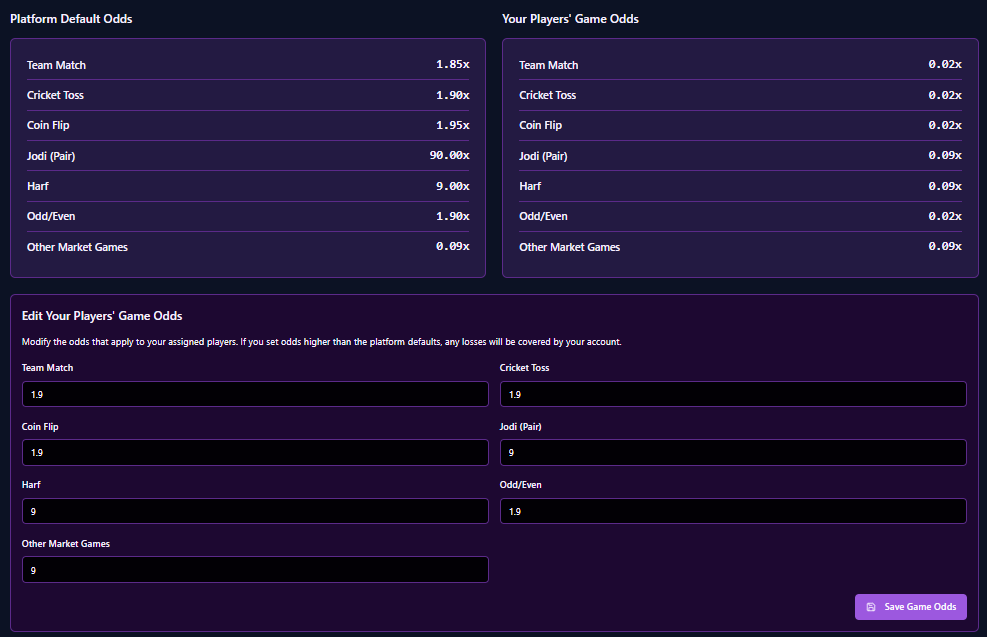 Platform Default Odds
Your Players' Game Odds
Team Match 1.85x
Cricket Toss 1.90x
Coin Flip 1.95x
Jodi (Pair) 90.00x
Harf 9.00x
Odd/Even 1.90x
Other Market Games 0.09x
Team Match 0.02x
Cricket Toss 0.02x
Coin Flip 0.02x
Jodi (Pair) 0.09x
Harf 0.09x
Odd/Even 0.02x
Other Market Games 0.09x
Edit Your Players' Game Odds
Modify the odds that apply to your assigned players. If you set odds higher than the platform defaults, any losses will be covered by your account.
Team Match
1.9
Cricket Toss
1.9
Coin Flip
1.9
Jodi (Pair)
9
Harf
9
Odd/Even
1.9
Other Market Games
9
Save Game Odds